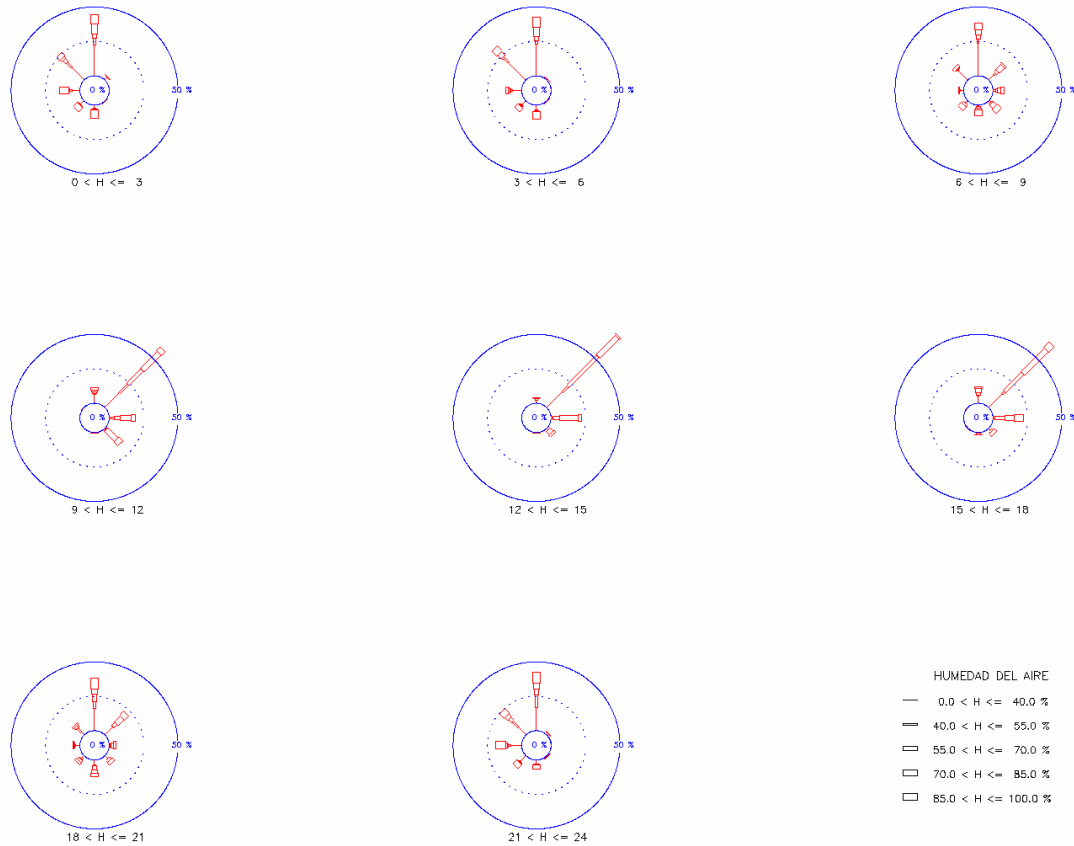 0 % 50 %
0 < H <= 3
0 % 50 %
3 < H <= 6
0 % 50 %
6 < H <= 9
0 % 50 %
9 < H <= 12
0 % 50 %
12 < H <= 15
0 % 50 %
15 < H <= 18
0 % 50 %
18 < H <= 21
0 % 50 %
21 < H <= 24
HUMEDAD DEL AIRE
0.0 < H <= 40.0 %
40.0 < H <= 55.0 %
55.0 < H <= 70.0 %
70.0 < H <= 85.0 %
85.0 < H <= 100.0 %